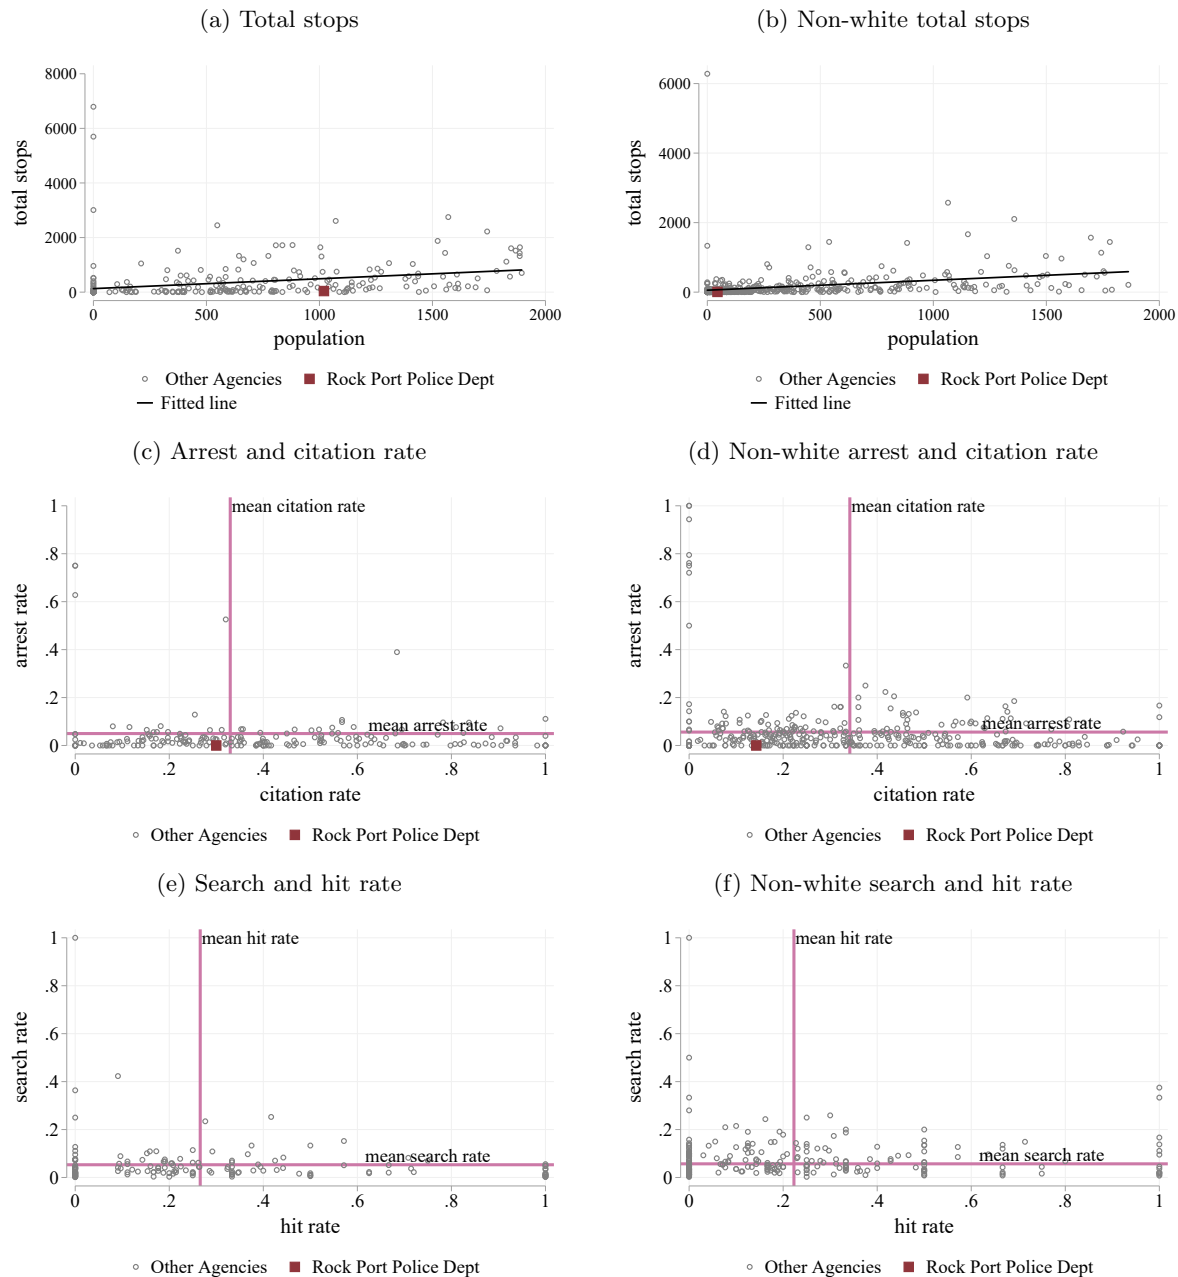 (a) Total stops
8000
6000
4000
2000
0
total stops
0 500 1000 1500 2000
population
Other Agencies Rock Port Police Dept
Fitted line
(b) Non-white total stops
6000
4000
2000
0
total stops
0 500 1000 1500 2000
population
Other Agencies Rock Port Police Dept
Fitted line
(c) Arrest and citation rate
mean citation rate
1
.8
.6
.4
.2
0
arrest rate
mean arrest rate
0 .2 .4 .6 .8 1
citation rate
Other Agencies Rock Port Police Dept
(d) Non-white arrest and citation rate
mean citation rate
1
.8
.6
.4
.2
0
arrest rate
mean arrest rate
0 .2 .4 .6 .8 1
citation rate
Other Agencies Rock Port Police Dept
(e) Search and hit rate
mean hit rate
1
.8
.6
.4
.2
0
search rate
mean search rate
0 .2 .4 .6 .8 1
hit rate
Other Agencies Rock Port Police Dept
(f) Non-white search and hit rate
mean hit rate
1
.8
.6
.4
.2
0
search rate
mean search rate
0 .2 .4 .6 .8 1
hit rate
Other Agencies Rock Port Police Dept